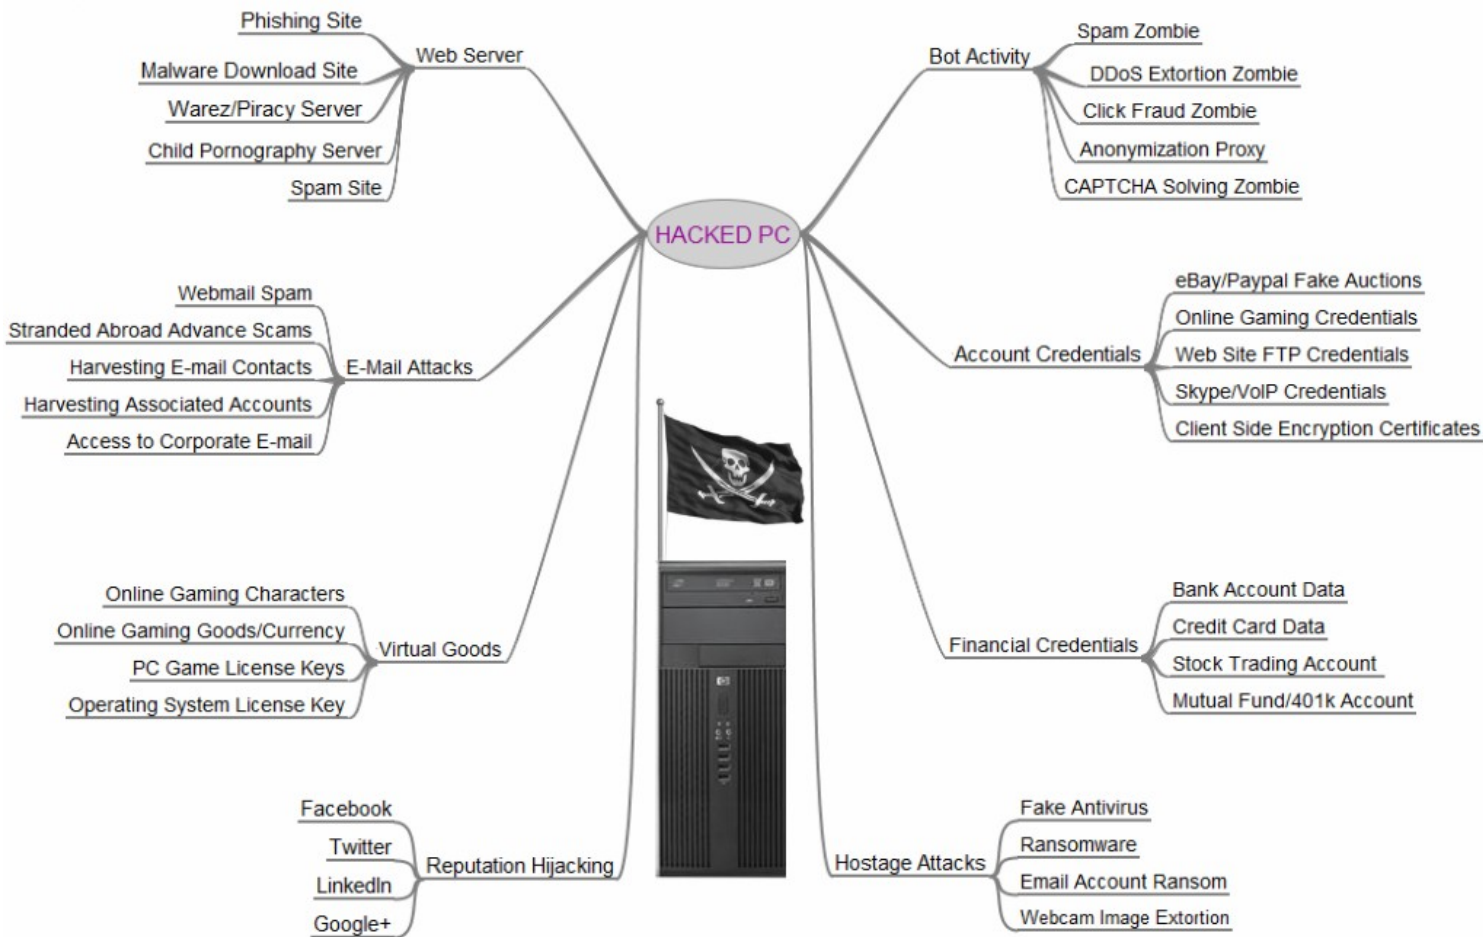 HACKED PC
Web Server
Phishing Site
Malware Download Site
Warez/Piracy Server
Child Pornography Server
Spam Site
E-Mail Attacks
Webmail Spam
Stranded Abroad Advance Scams
Harvesting E-mail Contacts
Harvesting Associated Accounts
Access to Corporate E-mail
Virtual Goods
Online Gaming Characters
Online Gaming Goods/Currency
PC Game License Keys
Operating System License Key
Reputation Hijacking
Facebook
Twitter
LinkedIn
Google+
Bot Activity
Spam Zombie
DDoS Extortion Zombie
Click Fraud Zombie
Anonymization Proxy
CAPTCHA Solving Zombie
Account Credentials
eBay/Paypal Fake Auctions
Online Gaming Credentials
Web Site FTP Credentials
Skype/VoIP Credentials
Client Side Encryption Certificates
Financial Credentials
Bank Account Data
Credit Card Data
Stock Trading Account
Mutual Fund/401k Account
Hostage Attacks
Fake Antivirus
Ransomware
Email Account Ransom
Webcam Image Extortion
hp